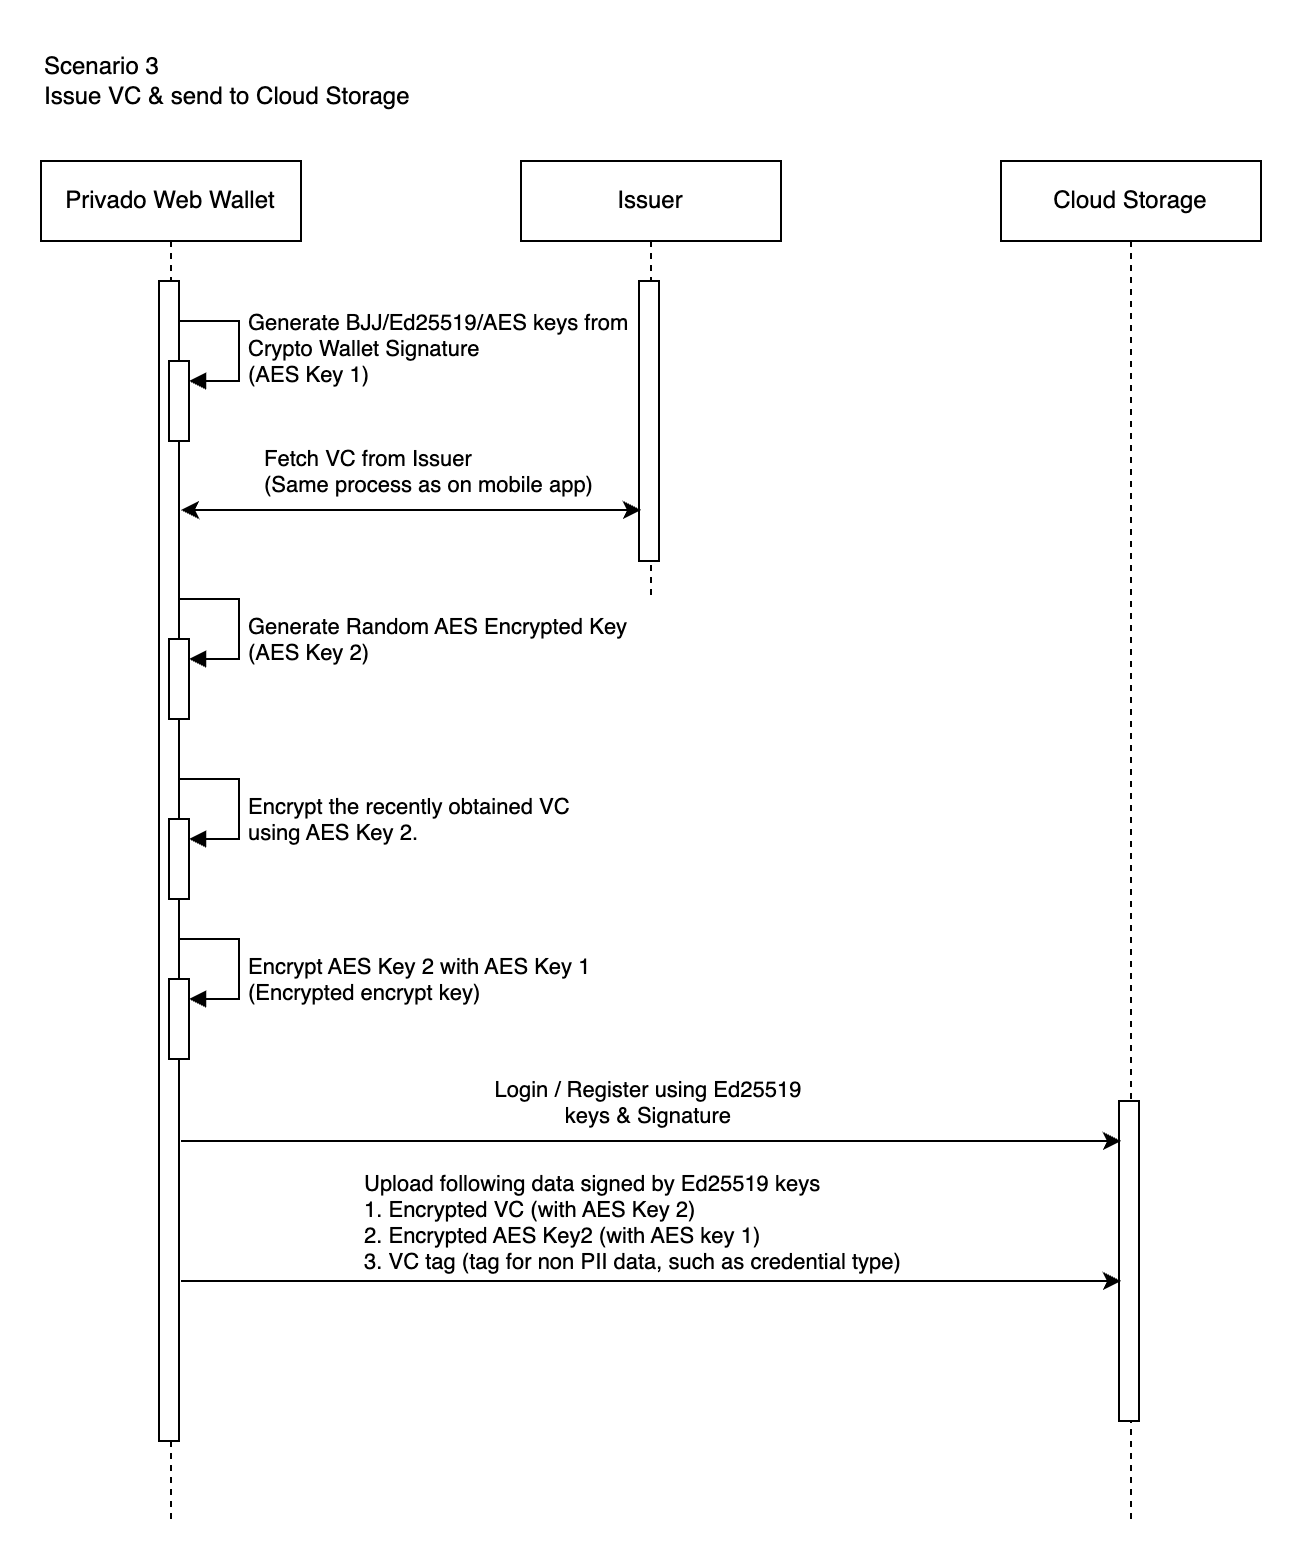 Scenario 3
Issue VC & send to Cloud Storage
Privado Web Wallet
Issuer
Cloud Storage
Generate BJJ/Ed25519/AES keys from
Crypto Wallet Signature
(AES Key 1)
Fetch VC from Issuer
(Same process as on mobile app)
Generate Random AES Encrypted Key
(AES Key 2)
Encrypt the recently obtained VC
using AES Key 2.
Encrypt AES Key 2 with AES Key 1
(Encrypted encrypt key)
Login / Register using Ed25519
keys & Signature
Upload following data signed by Ed25519 keys
1. Encrypted VC (with AES Key 2)
2. Encrypted AES Key2 (with AES key 1)
3. VC tag (tag for non PII data, such as credential type)